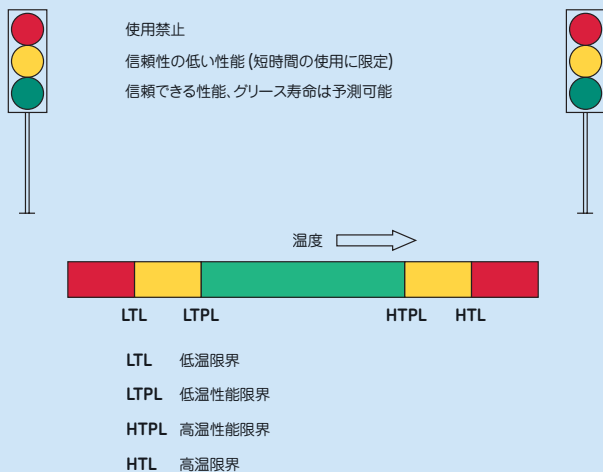 使用禁止
信頼性の低い性能 (短時間の使用に限定)
信頼できる性能、グリース寿命は予測可能
温度
LTL LTPL HTPL HTL
LTL 低温限界
LTPL 低温性能限界
HTPL 高温性能限界
HTL 高温限界